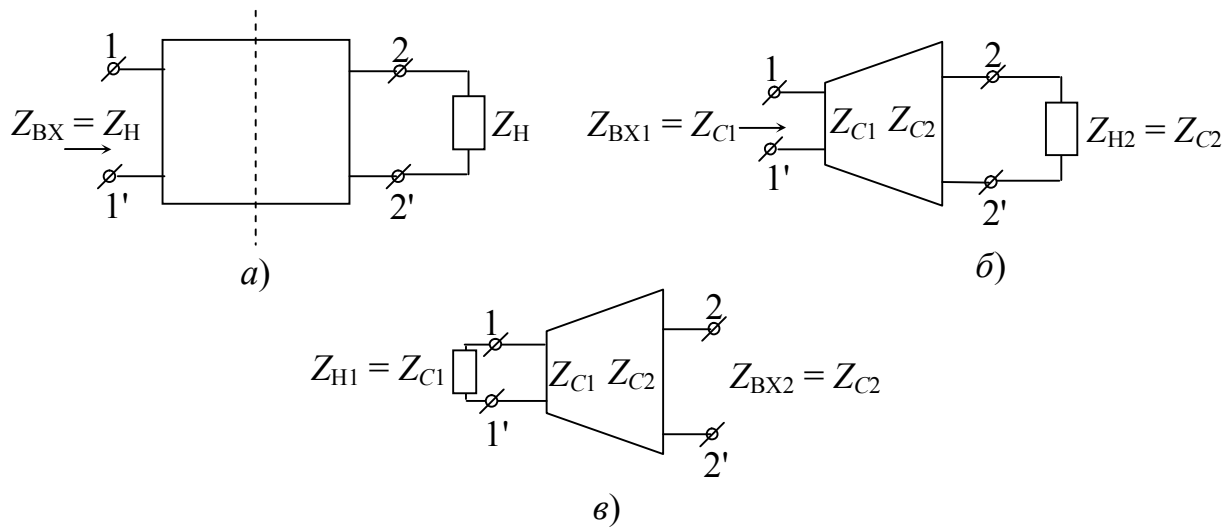 1
2
Z_ВХ = Z_Н
Z_Н
1'
2'
а)
1
2
Z_ВХ1 = Z_C1
Z_C1 Z_C2
Z_Н2 = Z_C2
1'
2'
б)
1
2
Z_Н1 = Z_C1
Z_C1 Z_C2
Z_ВХ2 = Z_C2
1'
2'
в)